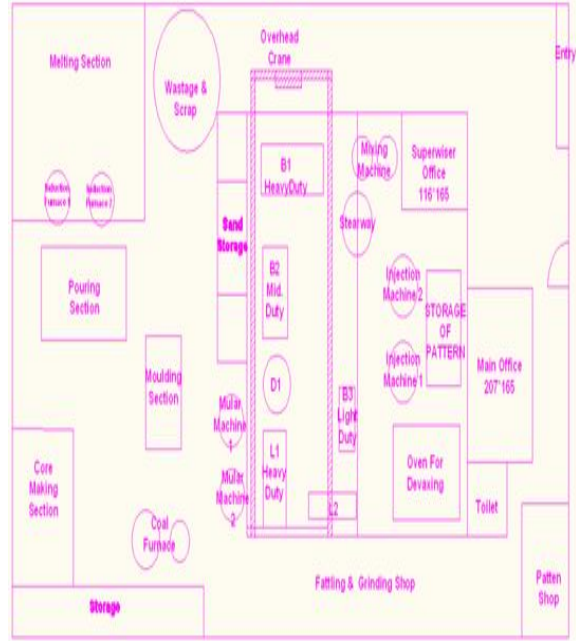 Melting Section
Overhead
Crane
Entry
Wastage &
Scrap
Mixing
Machine
Superwiser
Office
116*165
B1
HeavyDuty
Induction
Furnace 1
Induction
Furnace 2
Sand
Storage
Stearway
Pouring
Section
B2
Mid.
Duty
Injection
Machine 2
STORAGE
OF
PATTERN
Moulding
Section
D1
Injection
Machine 1
Main Office
207*165
Mular
Machine
1
B3
Light
Duty
L1
Heavy
Duty
Core
Making
Section
Mular
Machine
2
Oven For
Devaxing
L2
Toilet
Coal
Furnade
Fattling & Grinding Shop
Patten
Shop
Storage